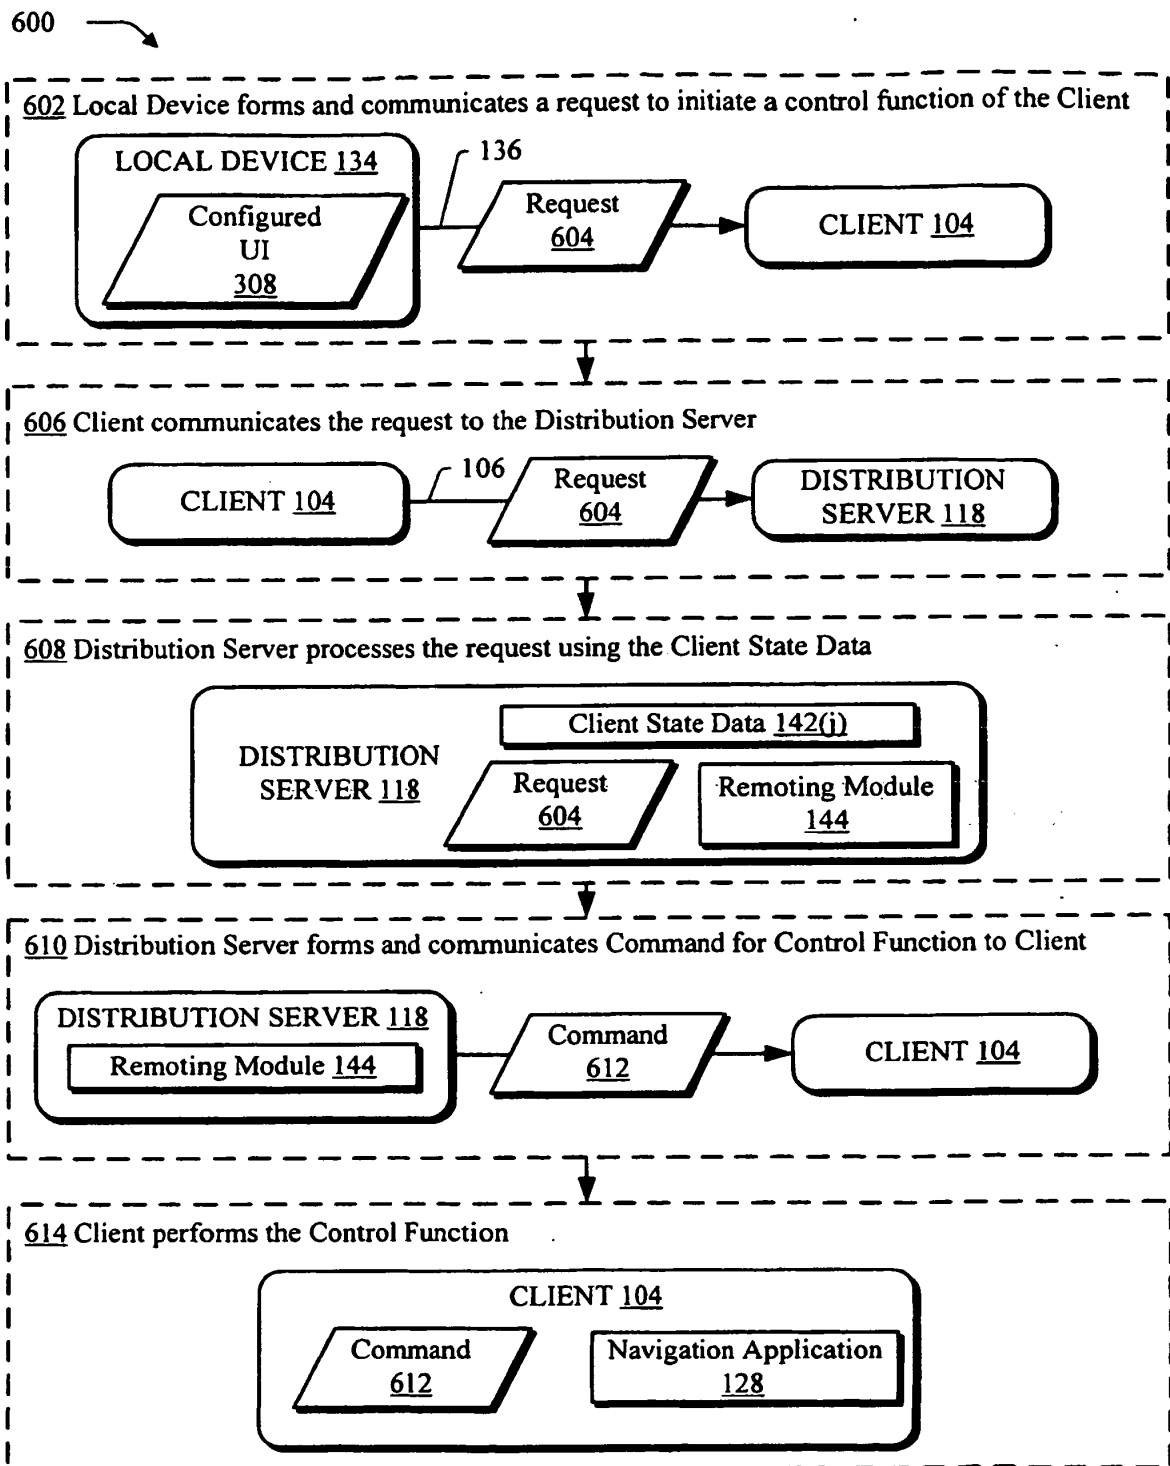 600
602 Local Device forms and communicates a request to initiate a control function of the Client
LOCAL DEVICE 134
Configured
UI
308
136
Request
604
CLIENT 104
606 Client communicates the request to the Distribution Server
CLIENT 104
106
Request
604
DISTRIBUTION
SERVER 118
608 Distribution Server processes the request using the Client State Data
DISTRIBUTION
SERVER 118
Client State Data 142(j)
Request
604
Remoting Module
144
610 Distribution Server forms and communicates Command for Control Function to Client
DISTRIBUTION SERVER 118
Remoting Module 144
Command
612
CLIENT 104
614 Client performs the Control Function
CLIENT 104
Command
612
Navigation Application
128